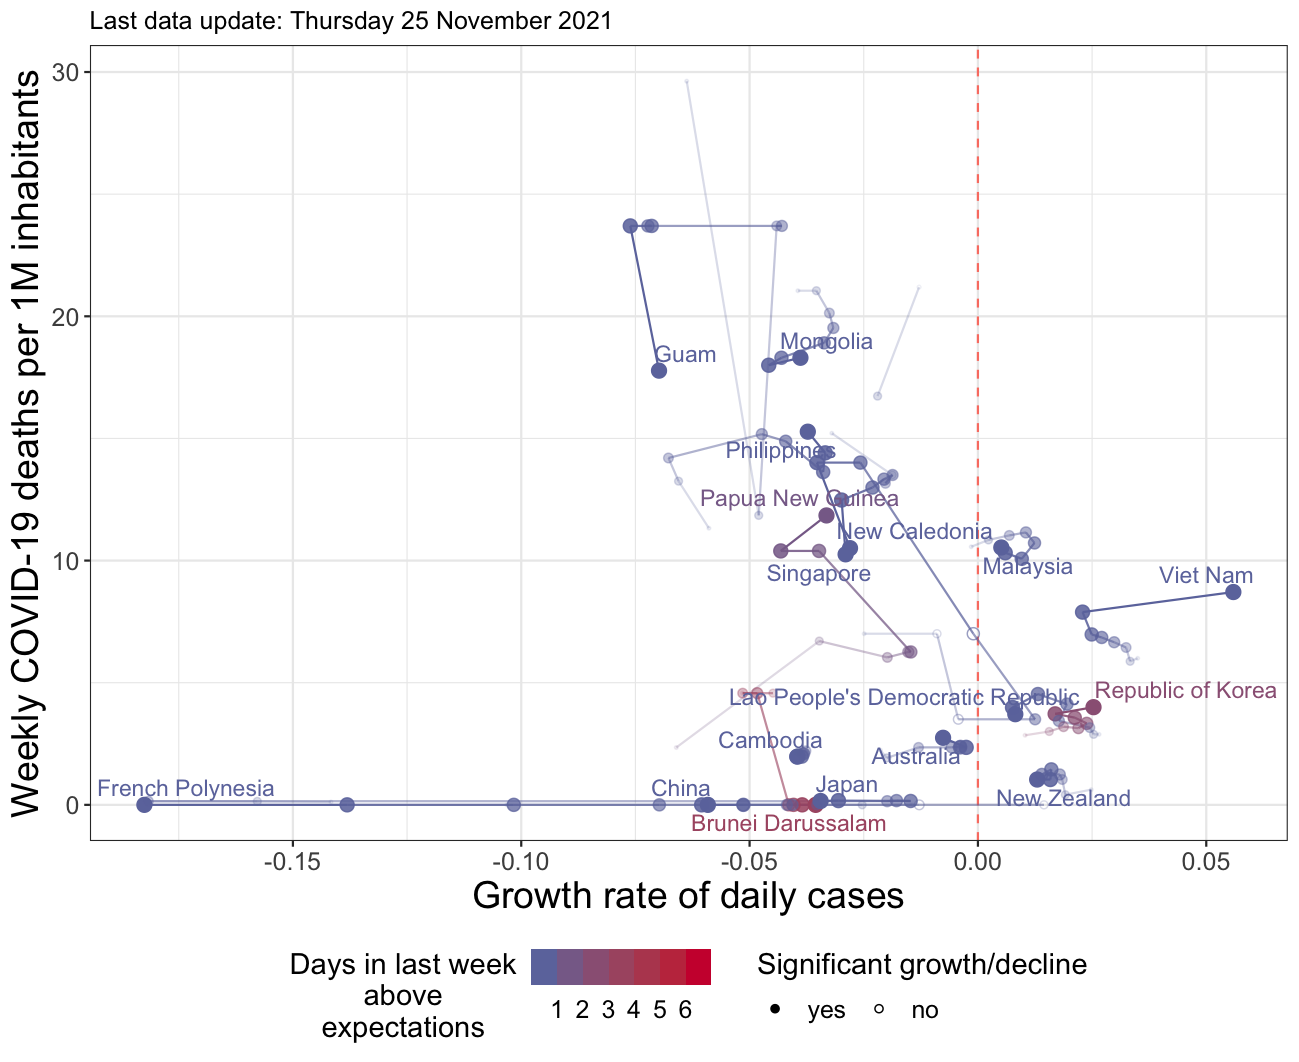 Last data update: Thursday 25 November 2021
Weekly COVID-19 deaths per 1M inhabitants
30
20
10
0
Guam
Mongolia
Philippines
Papua New Guinea
New Caledonia
Singapore
Malaysia
Viet Nam
Republic of Korea
Lao People's Democratic Republic
Cambodia
Australia
French Polynesia
China
Japan
New Zealand
Brunei Darussalam
-0.15
-0.10
-0.05
0.00
0.05
Growth rate of daily cases
Days in last week
above
expectations
1 2 3 4 5 6
Significant growth/decline
yes
no